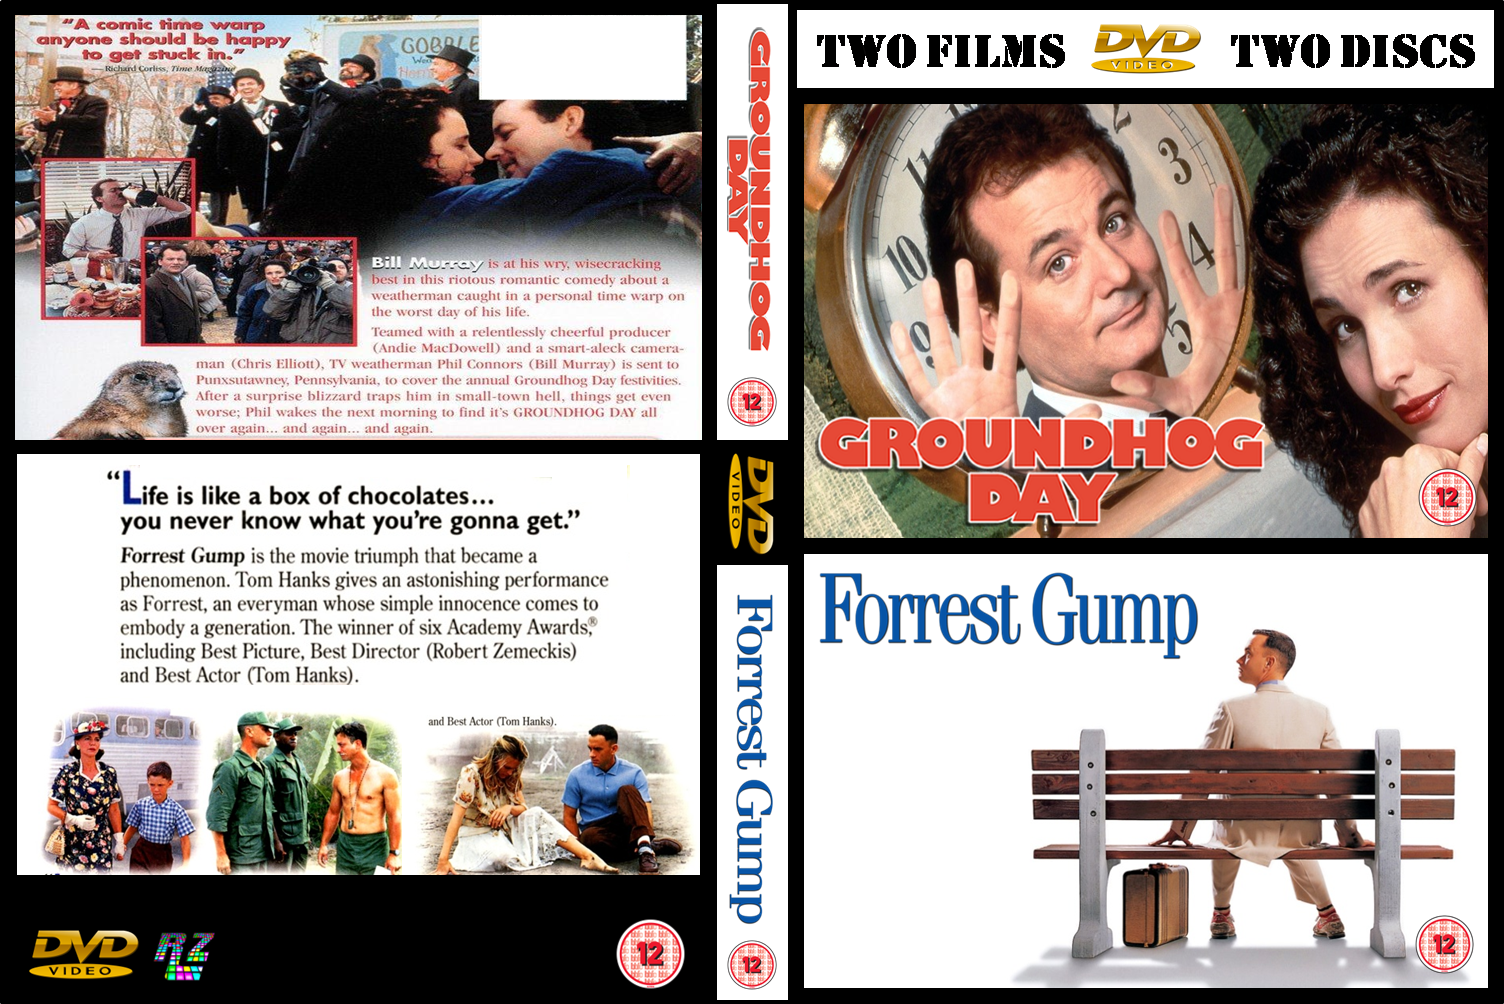 "A comic time warp
anyone should be happy
to get stuck in."
— Richard Corliss, Time Magazine
GOBBLE
Bill Murray is at his wry, wisecracking
best in this riotous romantic comedy about a
weatherman caught in a personal time warp on
the worst day of his life.
Teamed with a relentlessly cheerful producer
(Andie MacDowell) and a smart-aleck camera-
man (Chris Elliott), TV weatherman Phil Connors (Bill Murray) is sent to
Punxsutawney, Pennsylvania, to cover the annual Groundhog Day festivities.
After a surprise blizzard traps him in small-town hell, things get even
worse; Phil wakes the next morning to find it's GROUNDHOG DAY all
over again... and again... and again.
"Life is like a box of chocolates...
you never know what you're gonna get."
Forrest Gump is the movie triumph that became a
phenomenon. Tom Hanks gives an astonishing performance
as Forrest, an everyman whose simple innocence comes to
embody a generation. The winner of six Academy Awards,®
including Best Picture, Best Director (Robert Zemeckis)
and Best Actor (Tom Hanks).
and Best Actor (Tom Hanks).
DVD
VIDEO
12
GROUNDHOG
DAY
12
DVD
VIDEO
Forrest Gump
12
TWO FILMS
DVD
VIDEO
TWO DISCS
2
3
4
5
9
10
11
GROUNDHOG
DAY
12
Forrest Gump
12